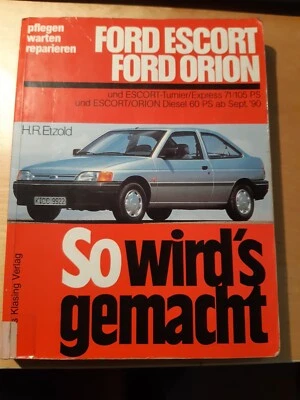 pflegen
warten
reparieren
FORD ESCORT
FORD ORION
und ESCORT-Turnier/Express 71/105 PS
und ESCORT/ORION Diesel 60 PS ab Sept. '90
H.R. Etzold
So wird's
gemacht
Klasing Verlag